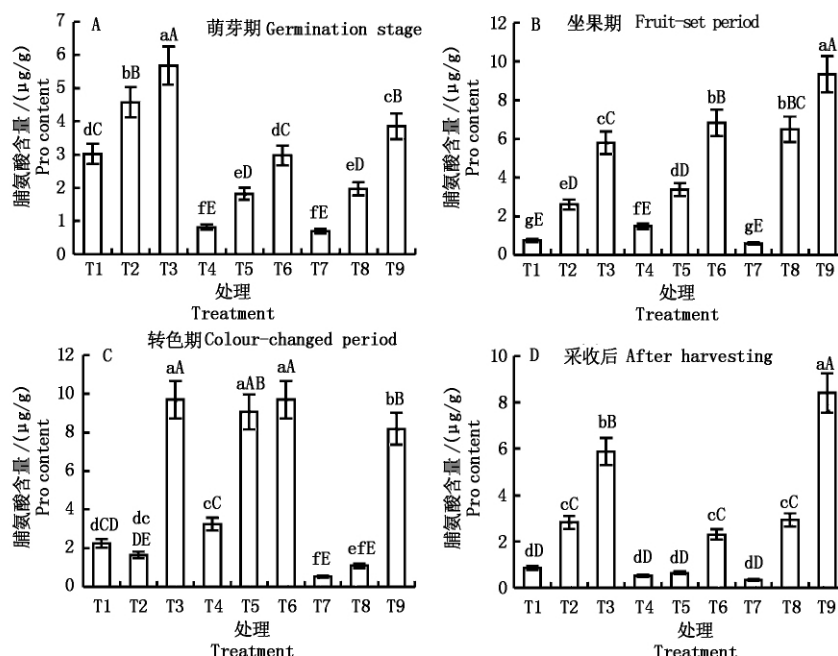 A 萌芽期 Germination stage
脯氨酸含量/(μg/g)
Pro content
7
6
5
4
3
2
1
0
dC bB aA fE eD dC fE eD cB
T1 T2 T3 T4 T5 T6 T7 T8 T9
处理
Treatment
B 坐果期 Fruit-set period
脯氨酸含量/(μg/g)
Pro content
12
10
8
6
4
2
0
gE eD cC fE dD bB gE bBC aA
T1 T2 T3 T4 T5 T6 T7 T8 T9
处理
Treatment
C 转色期 Colour-changed period
脯氨酸含量/(μg/g)
Pro content
12
10
8
6
4
2
0
dCD dc aA cC aAB aA fE efE bB
DE
T1 T2 T3 T4 T5 T6 T7 T8 T9
处理
Treatment
D 采收后 After harvesting
脯氨酸含量/(μg/g)
Pro content
10
8
6
4
2
0
dD cC bB dD dD cC dD cC aA
T1 T2 T3 T4 T5 T6 T7 T8 T9
处理
Treatment